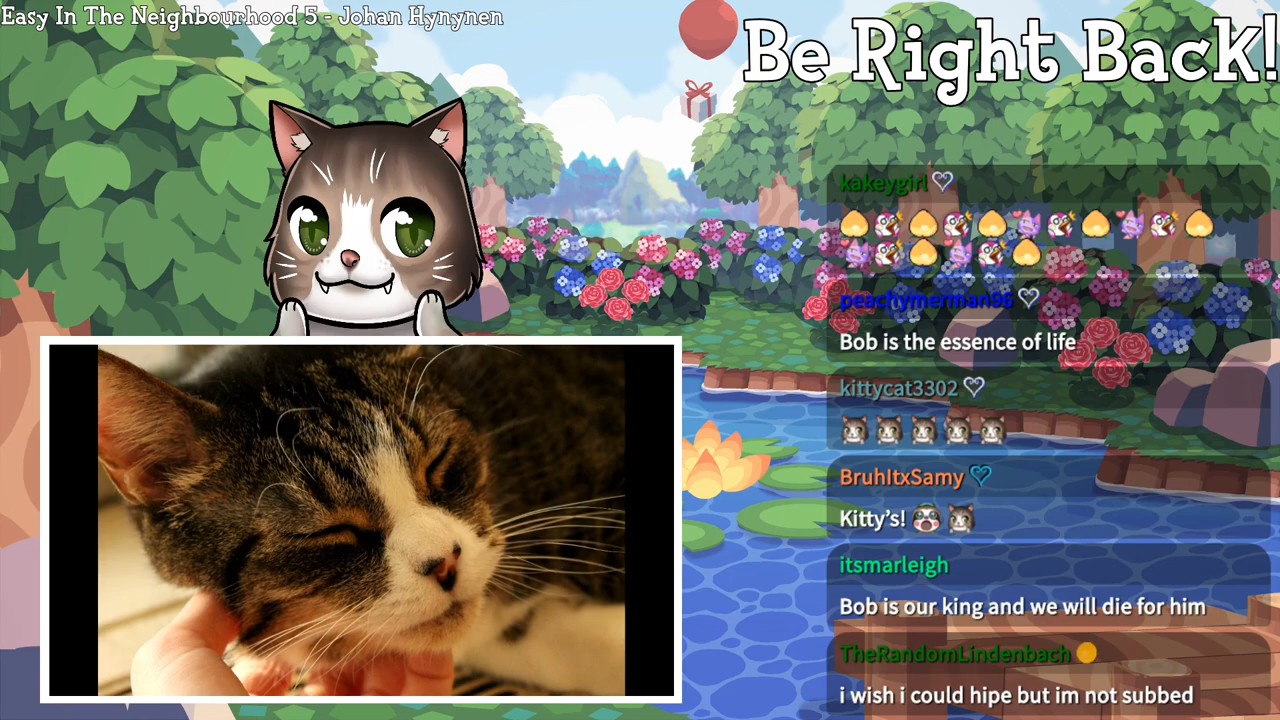 Easy In The Neighbourhood 5 - Johan Hynynen
Be Right Back!
kakeygirl
peachymerman96
Bob is the essence of life
kittycat3302
BruhItxSamy
Kitty's!
itsmarleigh
Bob is our king and we will die for him
TheRandomLindenbach
i wish i could hipe but im not subbed